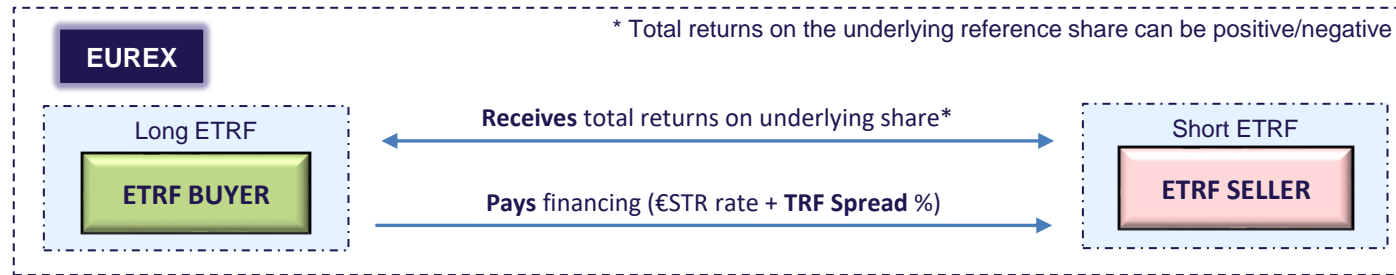 * Total returns on the underlying reference share can be positive/negative
EUREX
Long ETRF
ETRF BUYER
Receives total returns on underlying share*
Pays financing (€STR rate + TRF Spread %)
Short ETRF
ETRF SELLER